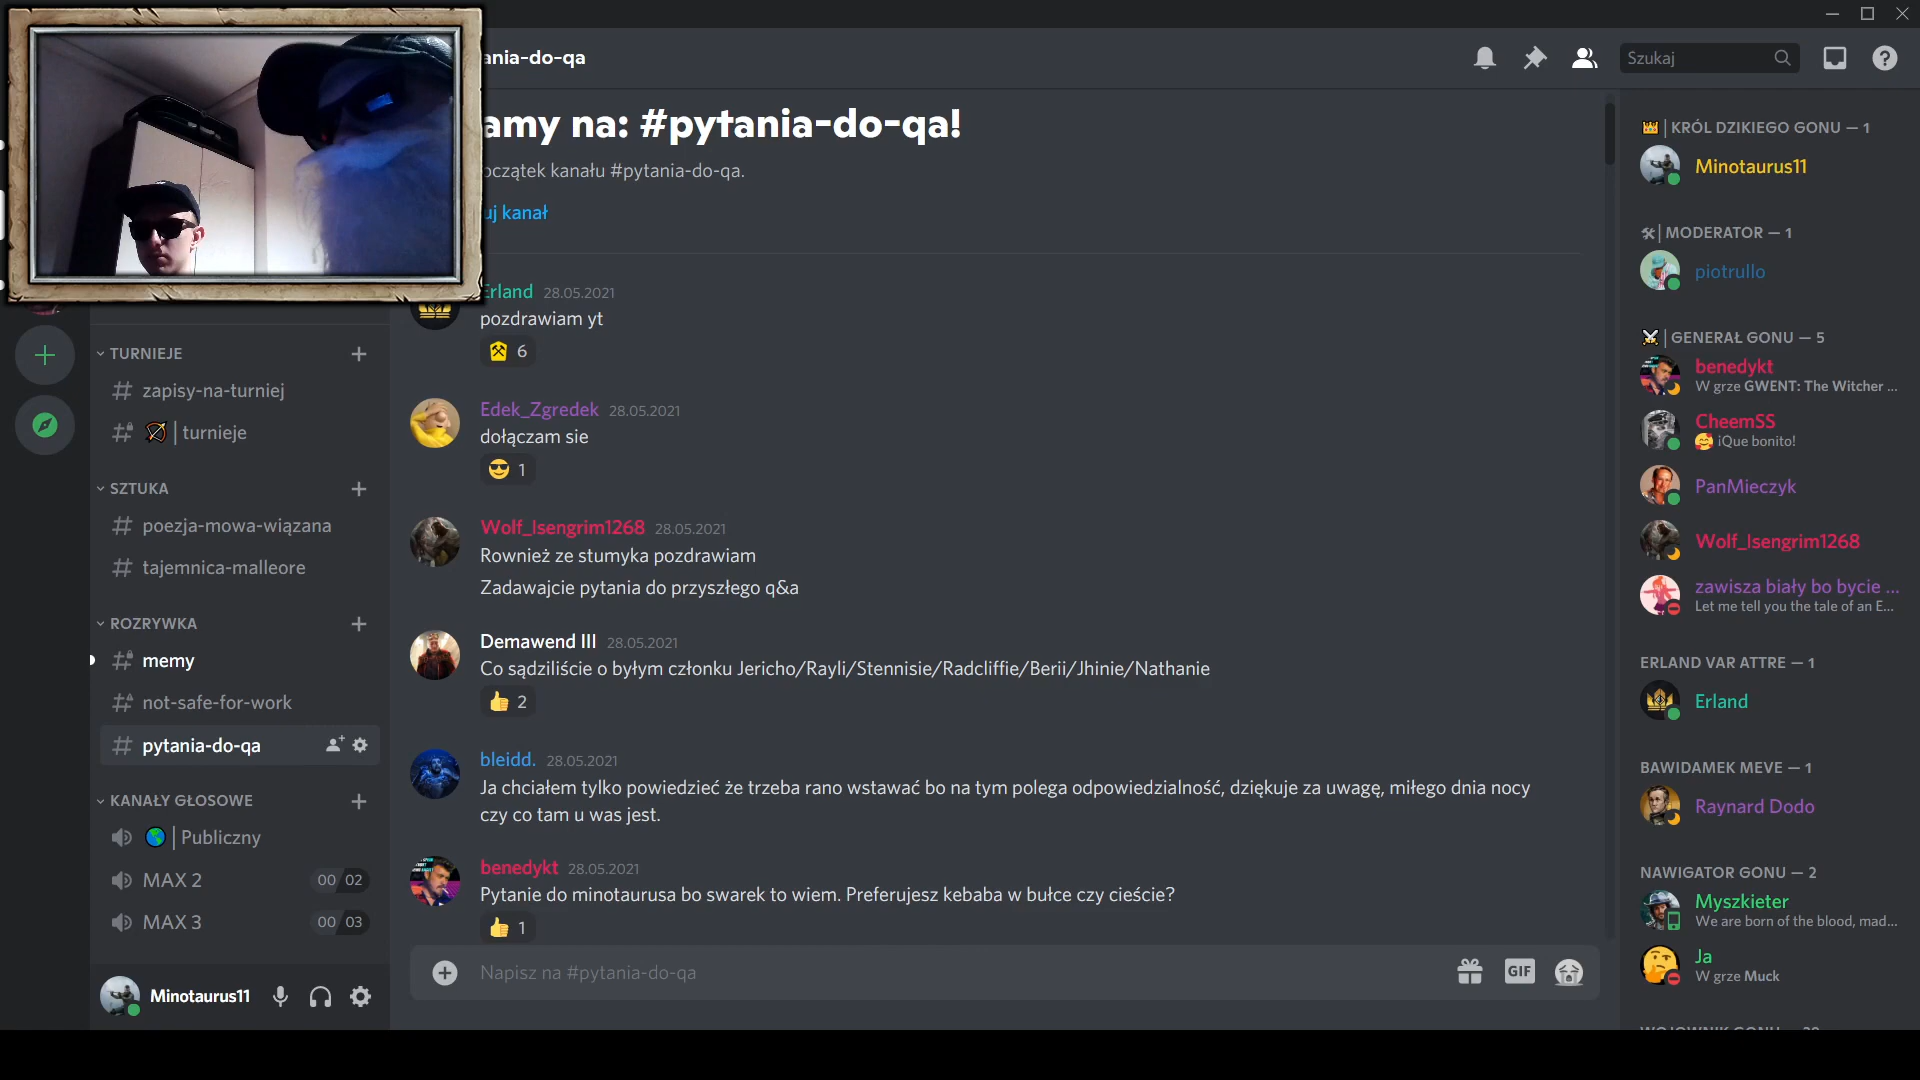 ania-do-qa
Szukaj
amy na: #pytania-do-qa!
oczątek kanału #pytania-do-qa.
uj kanał
Erland 28.05.2021
pozdrawiam yt
6
Edek_Zgredek 28.05.2021
dołączam sie
1
Wolf_Isengrim1268 28.05.2021
Rownież ze stumyka pozdrawiam
Zadawajcie pytania do przyszłego q&a
Demawend III 28.05.2021
Co sądziliście o byłym członku Jericho/Rayli/Stennisie/Radcliffie/Berii/Jhinie/Nathanie
2
bleidd. 28.05.2021
Ja chciałem tylko powiedzieć że trzeba rano wstawać bo na tym polega odpowiedzialność, dziękuje za uwagę, miłego dnia nocy
czy co tam u was jest.
benedykt 28.05.2021
Pytanie do minotaurusa bo swarek to wiem. Preferujesz kebaba w bułce czy cieście?
1
Napisz na #pytania-do-qa
GIF
TURNIEJE
zapisy-na-turniej
| turnieje
SZTUKA
poezja-mowa-wiązana
tajemnica-malleore
ROZRYWKA
memy
not-safe-for-work
pytania-do-qa
KANAŁY GŁOSOWE
| Publiczny
MAX 2 00 02
MAX 3 00 03
Minotaurus11
| KRÓL DZIKIEGO GONU — 1
Minotaurus11
| MODERATOR — 1
piotrullo
| GENERAŁ GONU — 5
benedykt
W grze GWENT: The Witcher ...
CheemSS
¡Que bonito!
PanMieczyk
Wolf_Isengrim1268
zawisza biały bo bycie ...
Let me tell you the tale of an E...
ERLAND VAR ATTRE — 1
Erland
BAWIDAMEK MEVE — 1
Raynard Dodo
NAWIGATOR GONU — 2
Myszkieter
We are born of the blood, mad...
Ja
W grze Muck